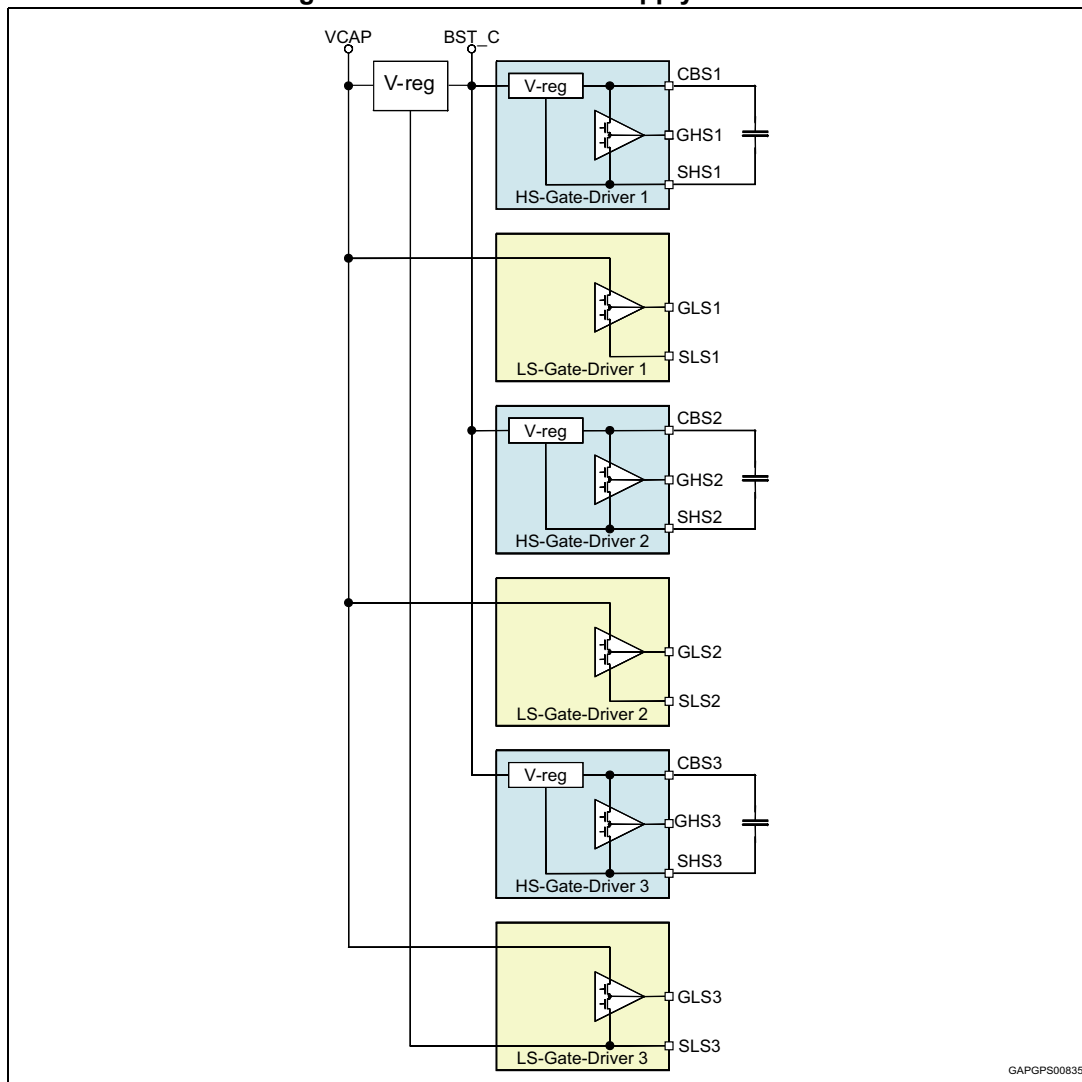 VCAP BST_C
V-reg
V-reg
CBS1
GHS1
SHS1
HS-Gate-Driver 1
GLS1
SLS1
LS-Gate-Driver 1
V-reg
CBS2
GHS2
SHS2
HS-Gate-Driver 2
GLS2
SLS2
LS-Gate-Driver 2
V-reg
CBS3
GHS3
SHS3
HS-Gate-Driver 3
GLS3
SLS3
LS-Gate-Driver 3
GAPGPS00835